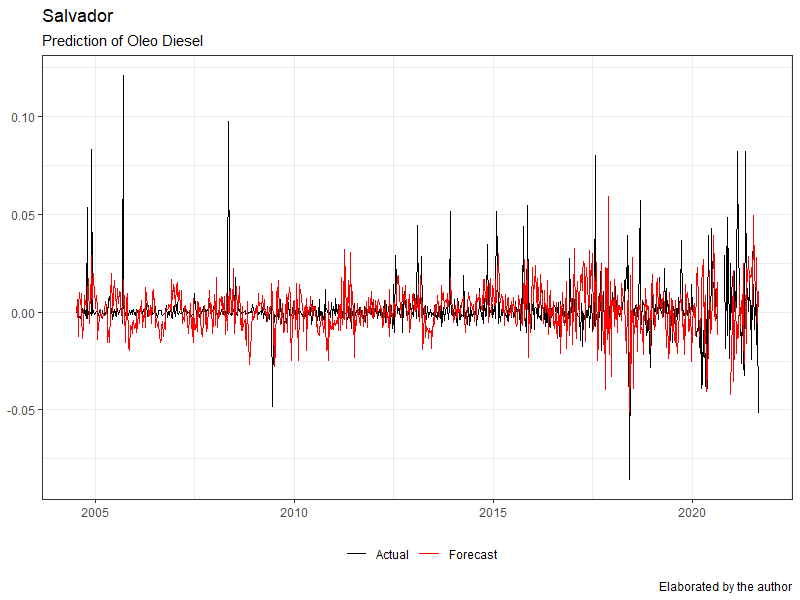 Salvador
Prediction of Oleo Diesel
0.10
0.05
0.00
-0.05
2005 2010 2015 2020
Actual Forecast
Elaborated by the author